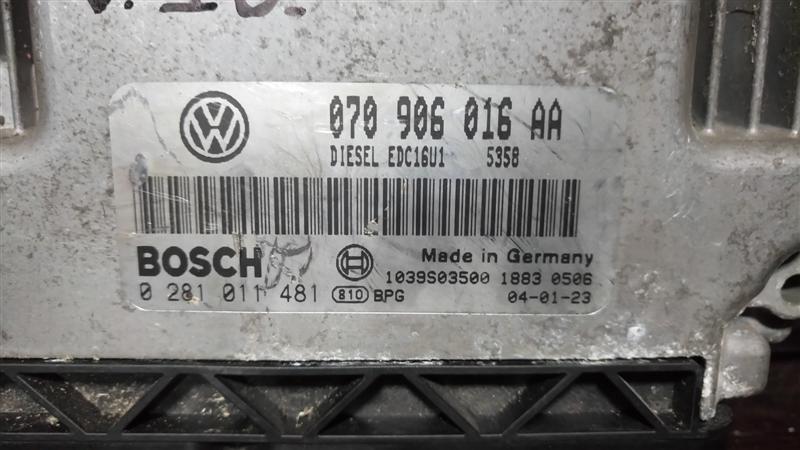 070 906 016 AA
DIESEL EDC16U1 5358
BOSCH Made in Germany
1039S03500 1883 0506
0 281 011 481 810 BPG 04-01-23